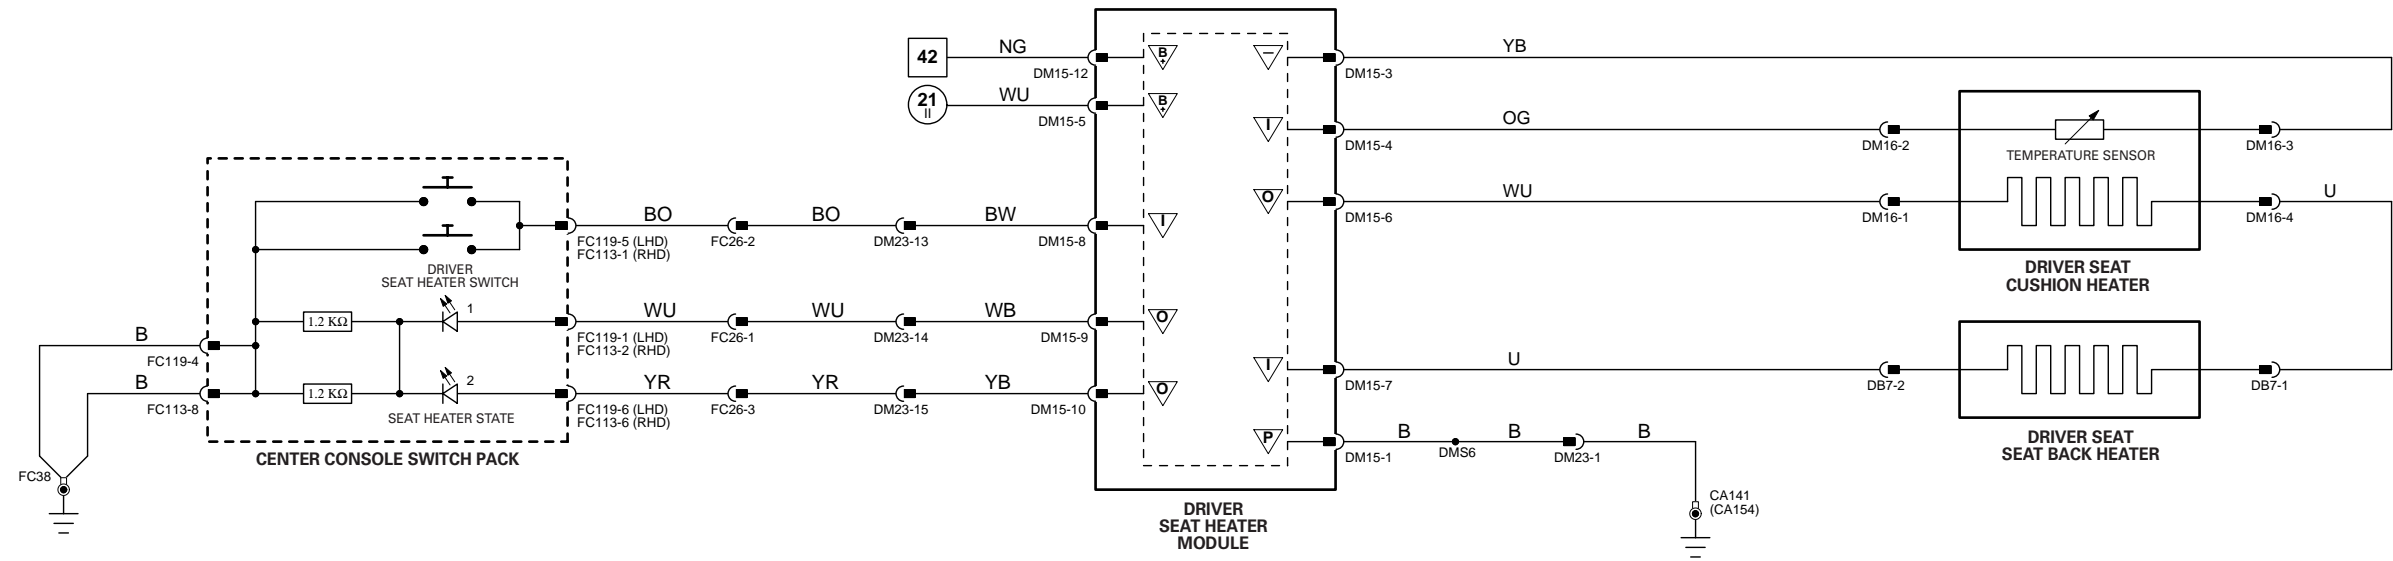 42
NG
DM15-12
B
+
21
II
WU
DM15-5
B
+
–
DM15-3
YB
I
DM15-4
OG
DM16-2
TEMPERATURE SENSOR
DM16-3
O
DM15-6
WU
DM16-1
DM16-4
U
DRIVER SEAT
CUSHION HEATER
DRIVER
SEAT HEATER SWITCH
FC119-5 (LHD)
FC113-1 (RHD)
BO
FC26-2
BO
DM23-13
BW
DM15-8
I
1.2 KΩ
1
FC119-1 (LHD)
FC113-2 (RHD)
WU
FC26-1
WU
DM23-14
WB
DM15-9
O
1.2 KΩ
2
SEAT HEATER STATE
FC119-6 (LHD)
FC113-6 (RHD)
YR
FC26-3
YR
DM23-15
YB
DM15-10
O
B
FC119-4
B
FC113-8
FC38
CENTER CONSOLE SWITCH PACK
I
DM15-7
U
DB7-2
DB7-1
DRIVER SEAT
SEAT BACK HEATER
P
DM15-1
B
DMS6
B
DM23-1
B
CA141
(CA154)
DRIVER
SEAT HEATER
MODULE